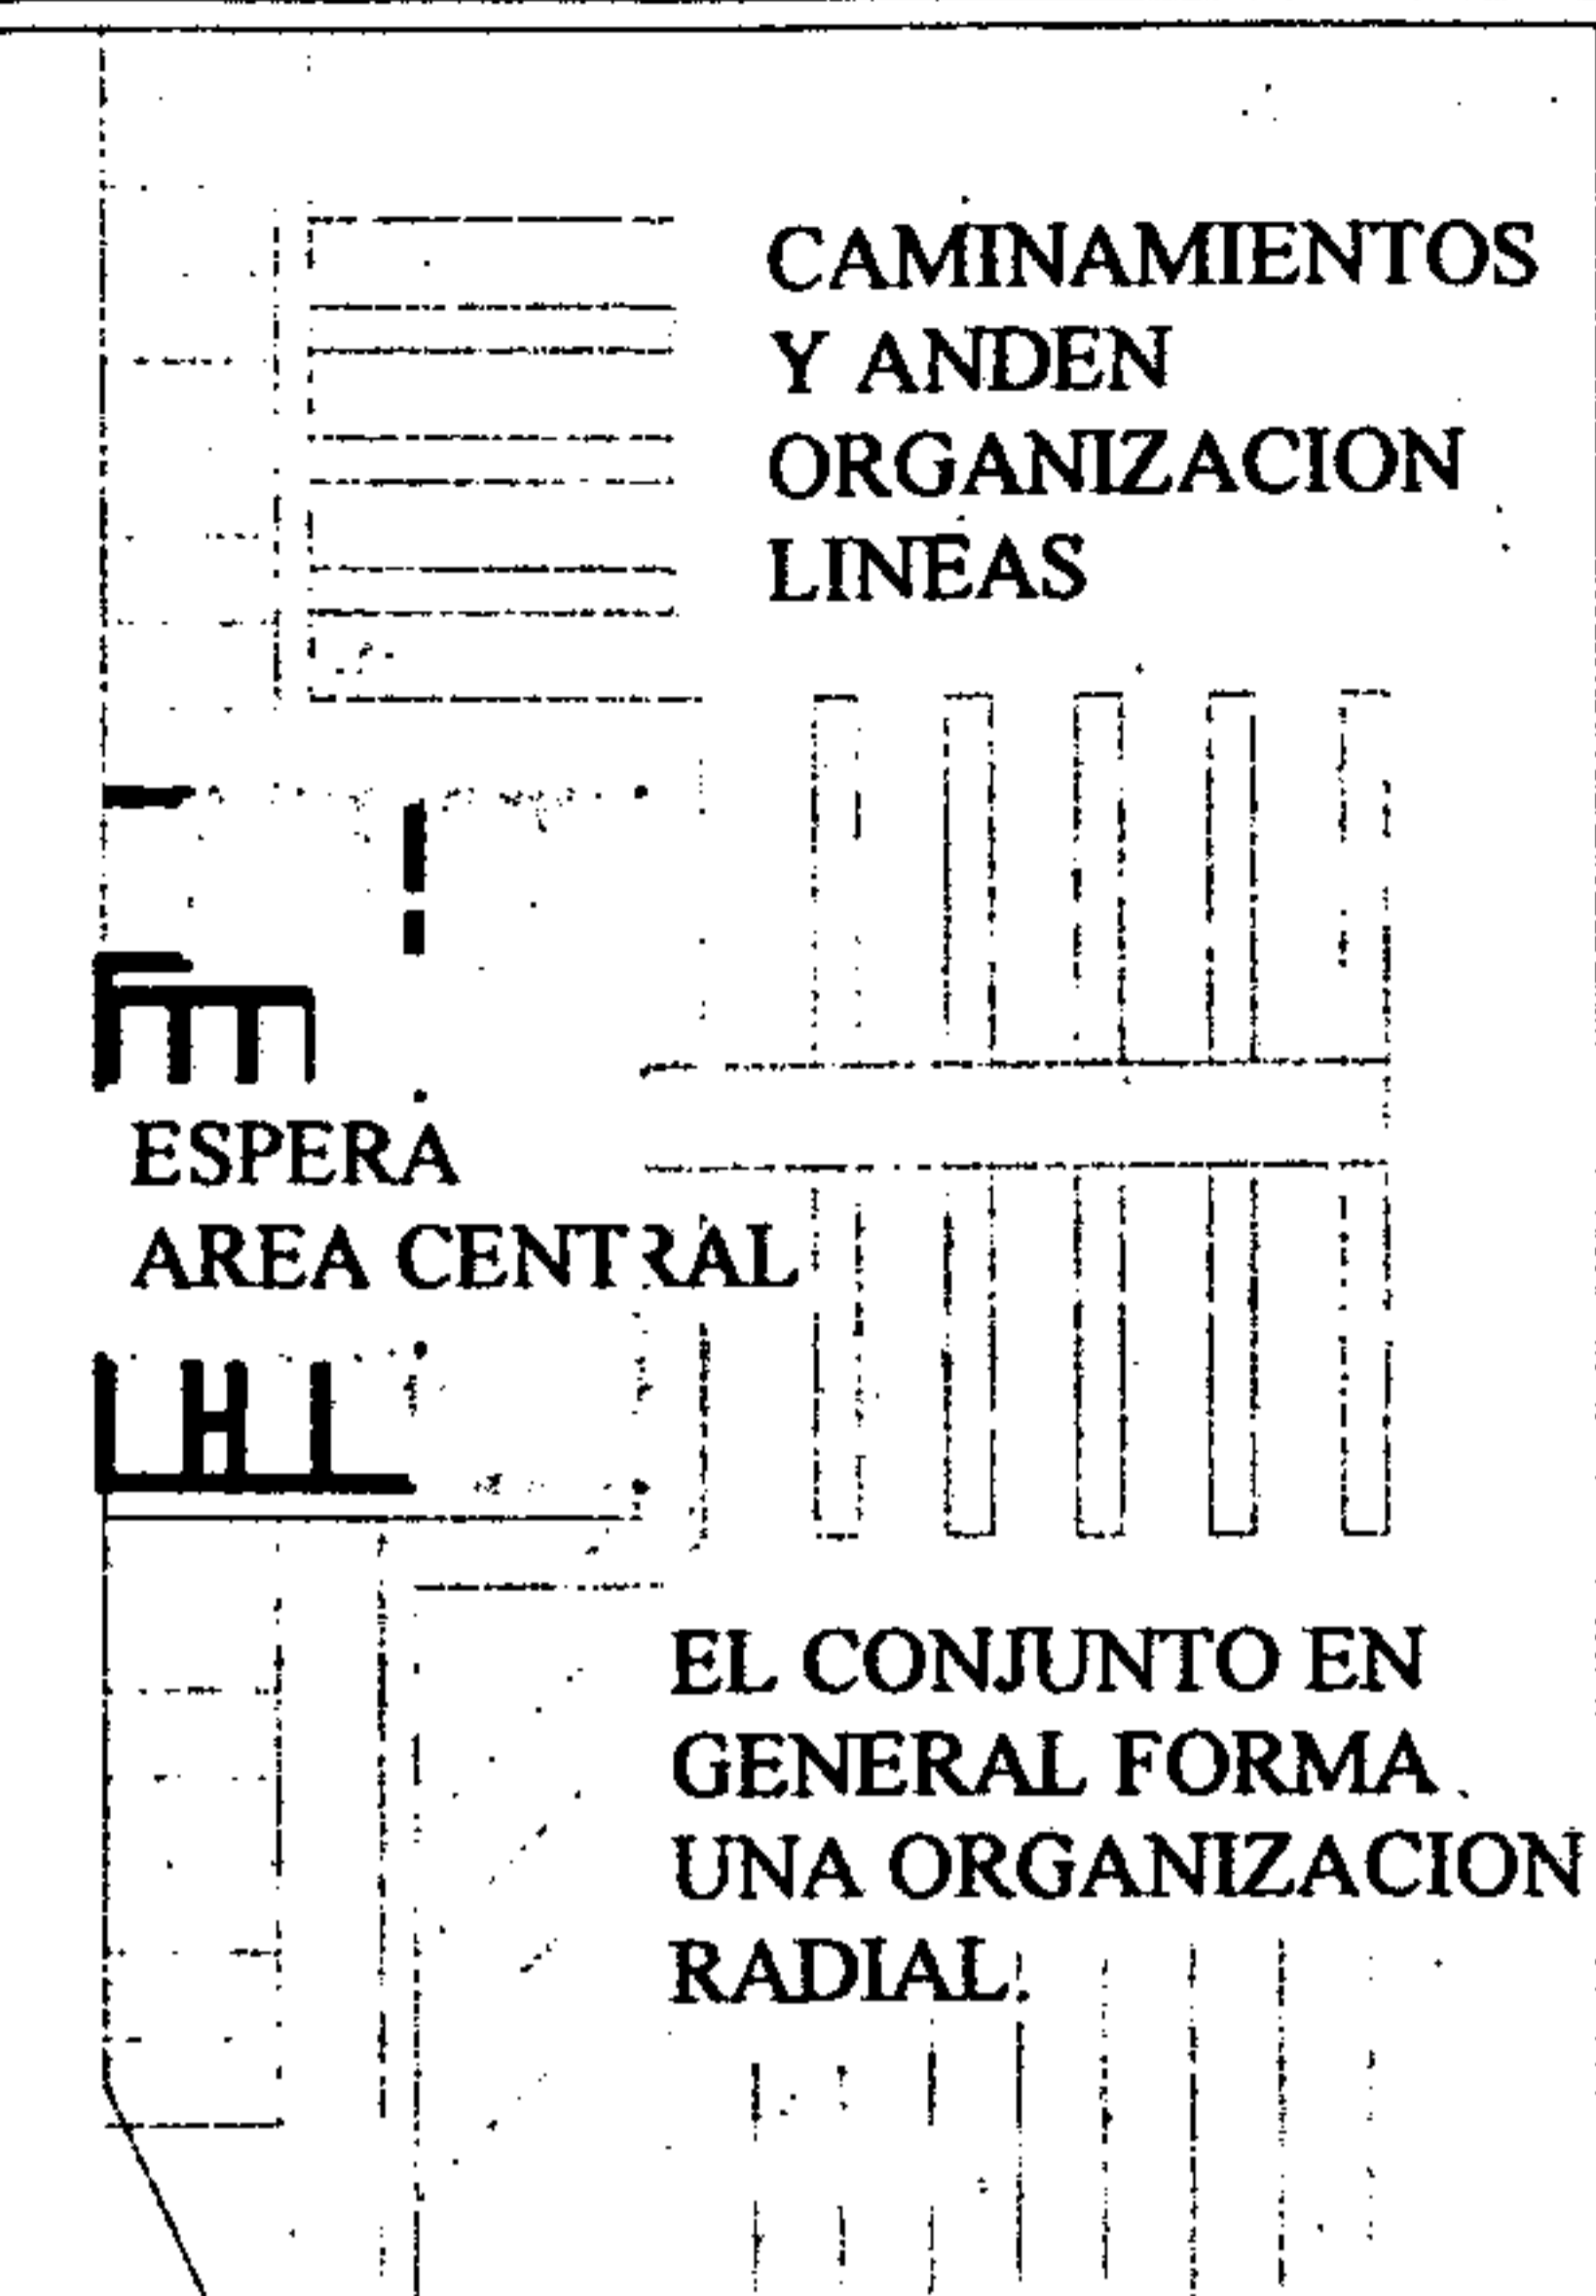 CAMINAMIENTOS
Y ANDEN
ORGANIZACION
LINEAS
ESPERA
AREA CENTRAL
EL CONJUNTO EN
GENERAL FORMA
UNA ORGANIZACION
RADIAL.